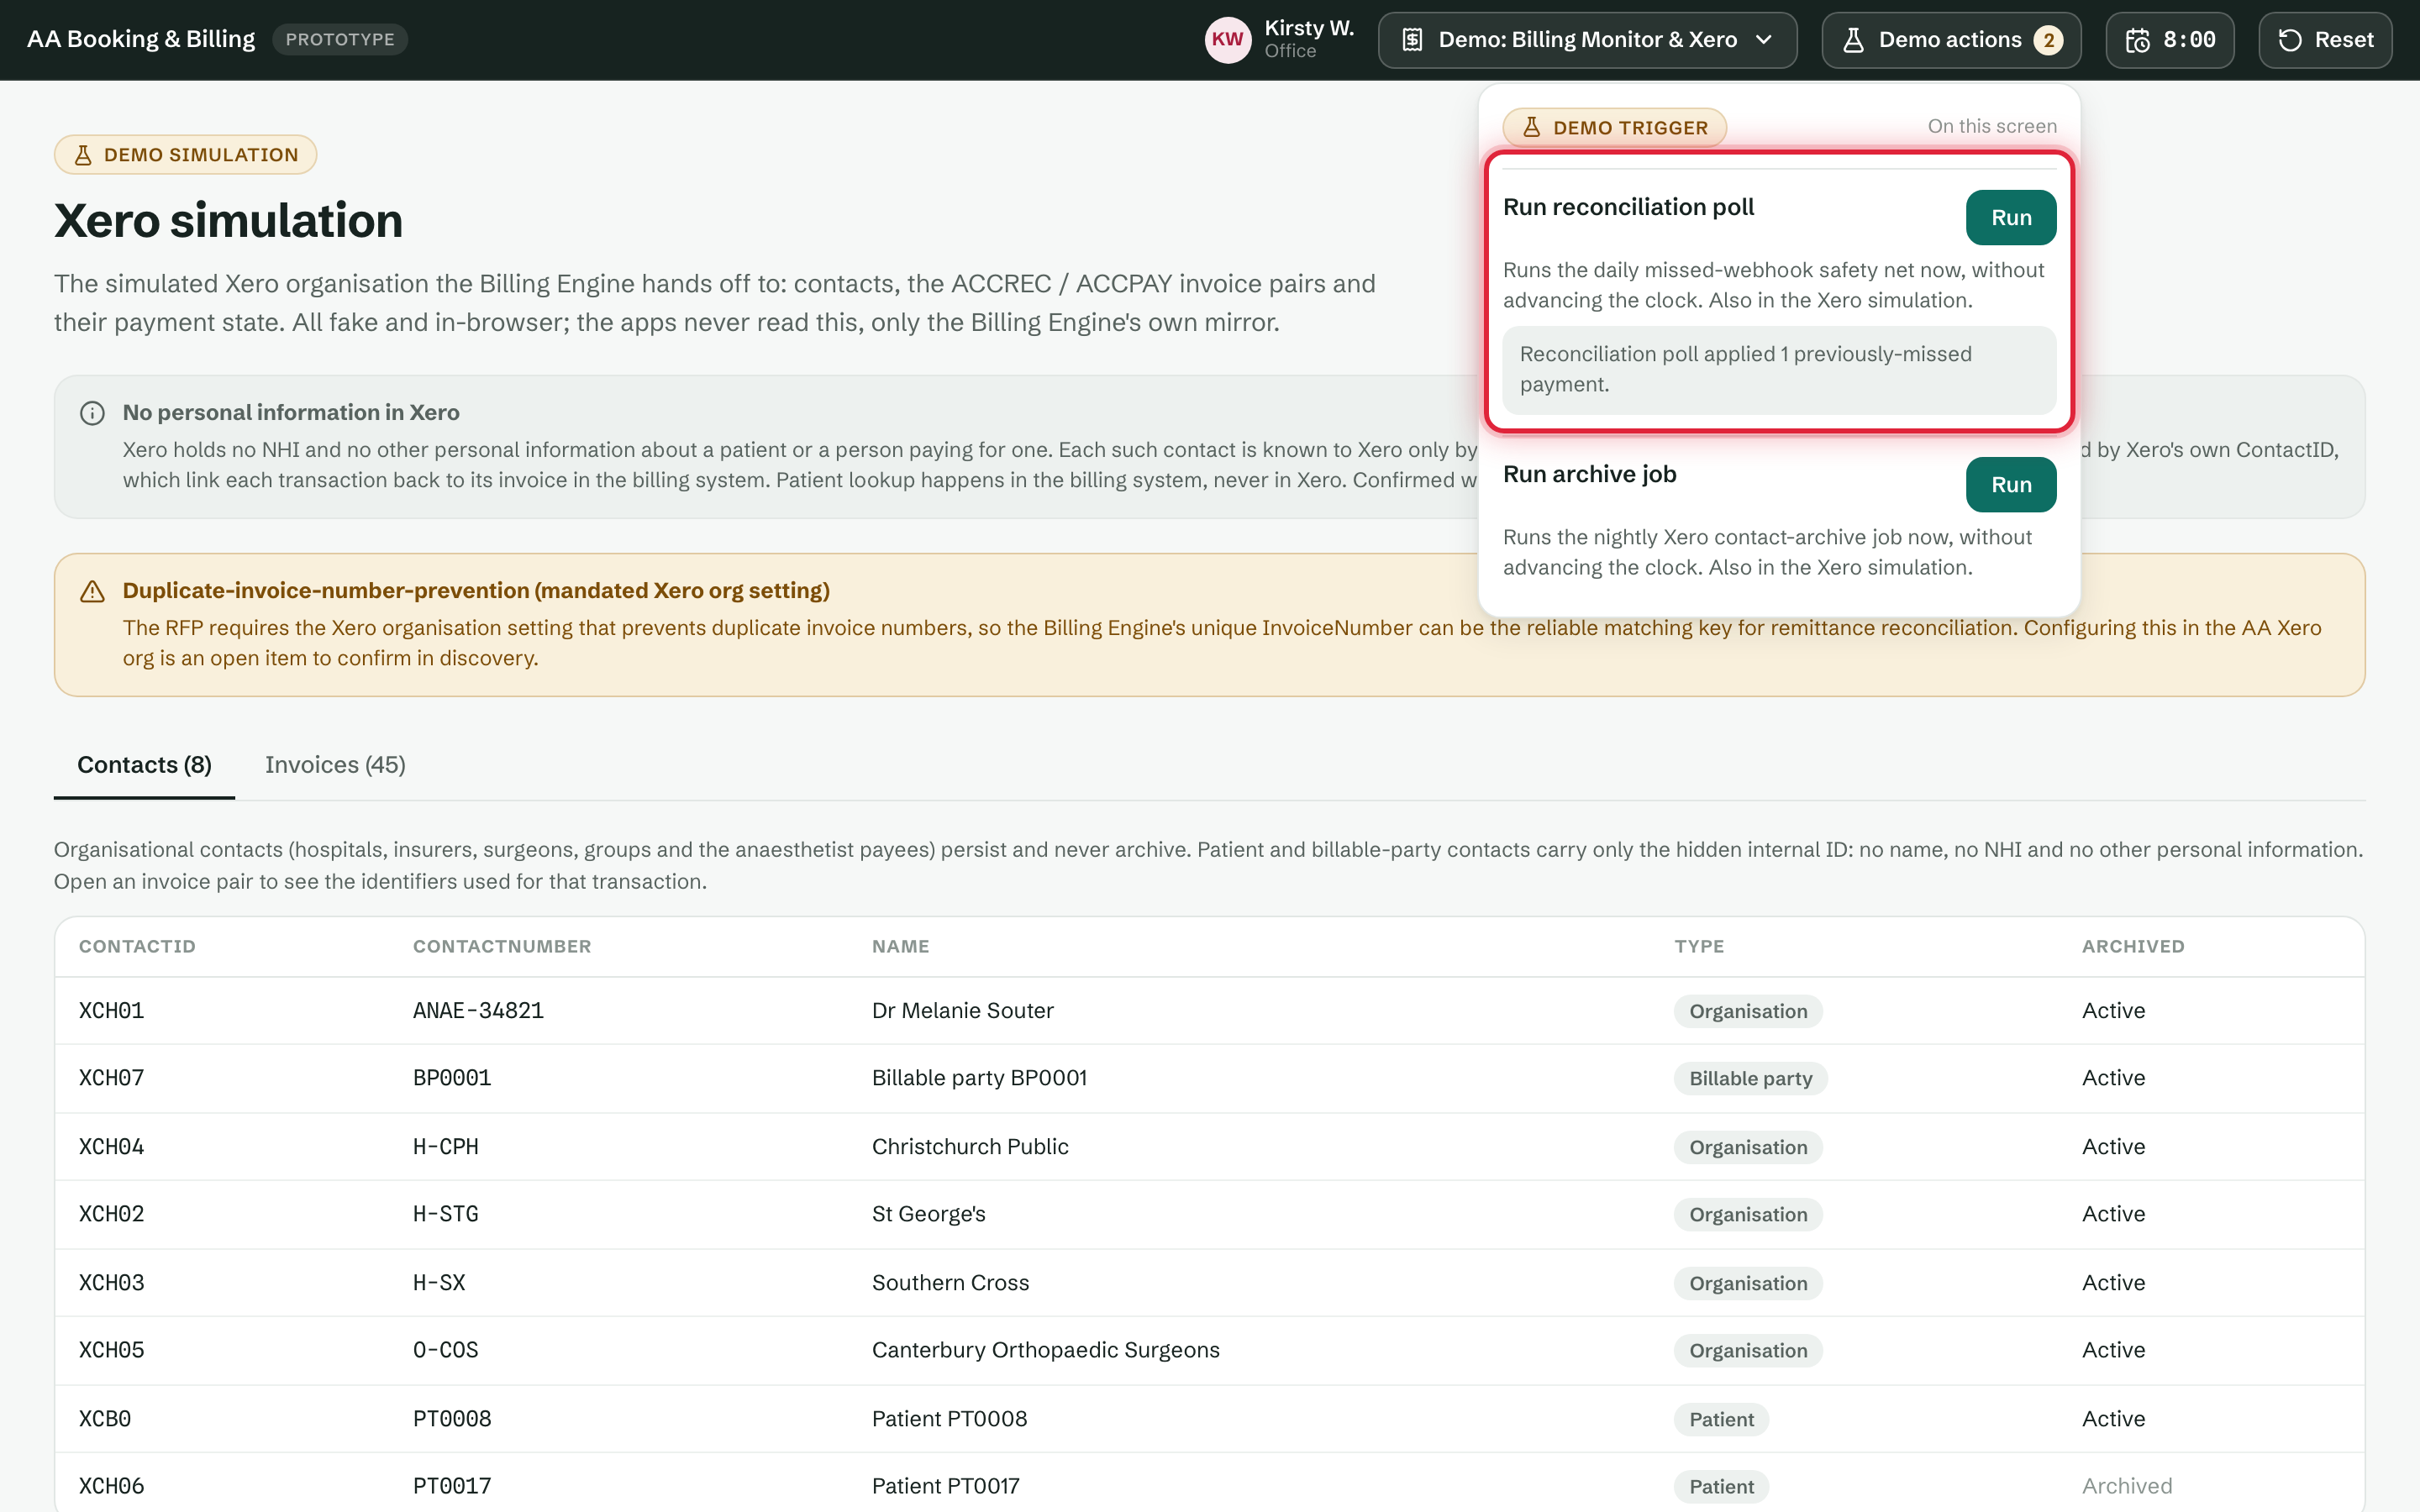 AA Booking & Billing
PROTOTYPE
KW
Kirsty W.
Office
Demo: Billing Monitor & Xero
Demo actions 2
8:00
Reset
DEMO SIMULATION
Xero simulation
The simulated Xero organisation the Billing Engine hands off to: contacts, the ACCREC / ACCPAY invoice pairs and
their payment state. All fake and in-browser; the apps never read this, only the Billing Engine's own mirror.
DEMO TRIGGER
On this screen
Run reconciliation poll
Run
Runs the daily missed-webhook safety net now, without
advancing the clock. Also in the Xero simulation.
Reconciliation poll applied 1 previously-missed
payment.
Run archive job
Run
Runs the nightly Xero contact-archive job now, without
advancing the clock. Also in the Xero simulation.
No personal information in Xero
Xero holds no NHI and no other personal information about a patient or a person paying for one. Each such contact is known to Xero only by d by Xero's own ContactID,
which link each transaction back to its invoice in the billing system. Patient lookup happens in the billing system, never in Xero. Confirmed w
Duplicate-invoice-number-prevention (mandated Xero org setting)
The RFP requires the Xero organisation setting that prevents duplicate invoice numbers, so the Billing Engine's unique InvoiceNumber can be the reliable matching key for remittance reconciliation. Configuring this in the AA Xero
org is an open item to confirm in discovery.
Contacts (8)
Invoices (45)
Organisational contacts (hospitals, insurers, surgeons, groups and the anaesthetist payees) persist and never archive. Patient and billable-party contacts carry only the hidden internal ID: no name, no NHI and no other personal information.
Open an invoice pair to see the identifiers used for that transaction.
CONTACTID CONTACTNUMBER NAME TYPE ARCHIVED
XCH01 ANAE-34821 Dr Melanie Souter Organisation Active
XCH07 BP0001 Billable party BP0001 Billable party Active
XCH04 H-CPH Christchurch Public Organisation Active
XCH02 H-STG St George's Organisation Active
XCH03 H-SX Southern Cross Organisation Active
XCH05 O-COS Canterbury Orthopaedic Surgeons Organisation Active
XCB0 PT0008 Patient PT0008 Patient Active
XCH06 PT0017 Patient PT0017 Patient Archived